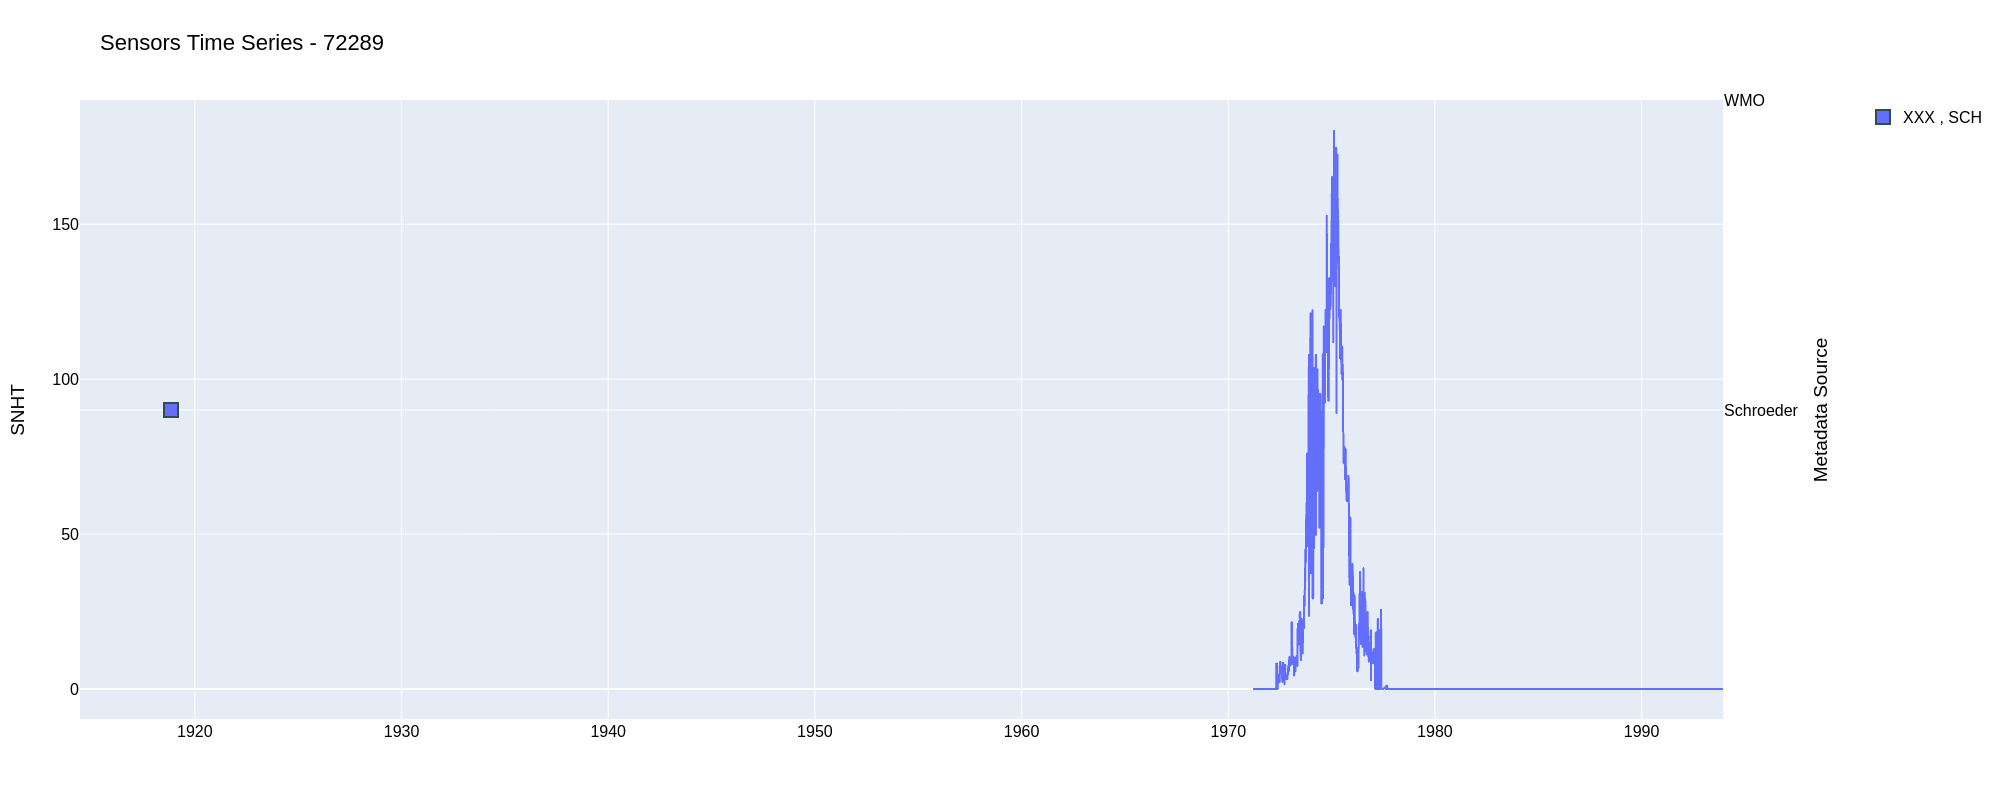 Sensors Time Series - 72289
WMO
XXX , SCH
150
100
50
0
SNHT
Schroeder
Metadata Source
1920
1930
1940
1950
1960
1970
1980
1990